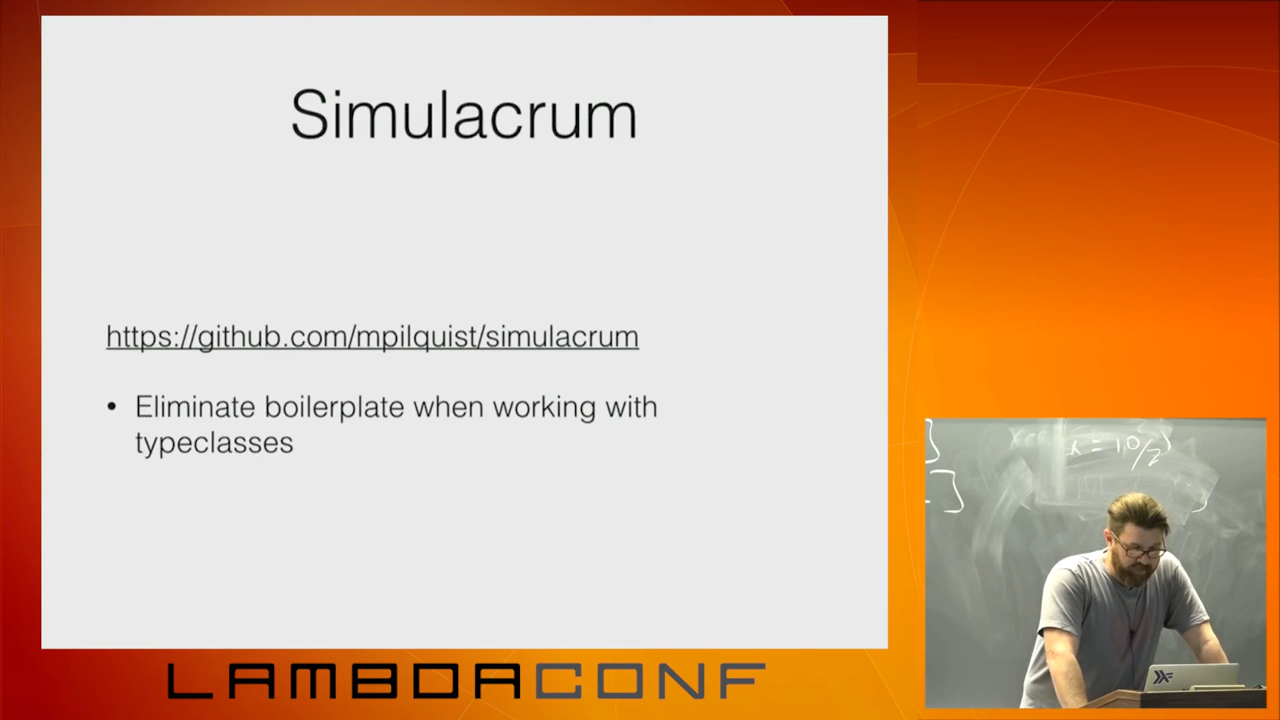 Simulacrum
https://github.com/mpilquist/simulacrum
• Eliminate boilerplate when working with
typeclasses
LAMBDACONF